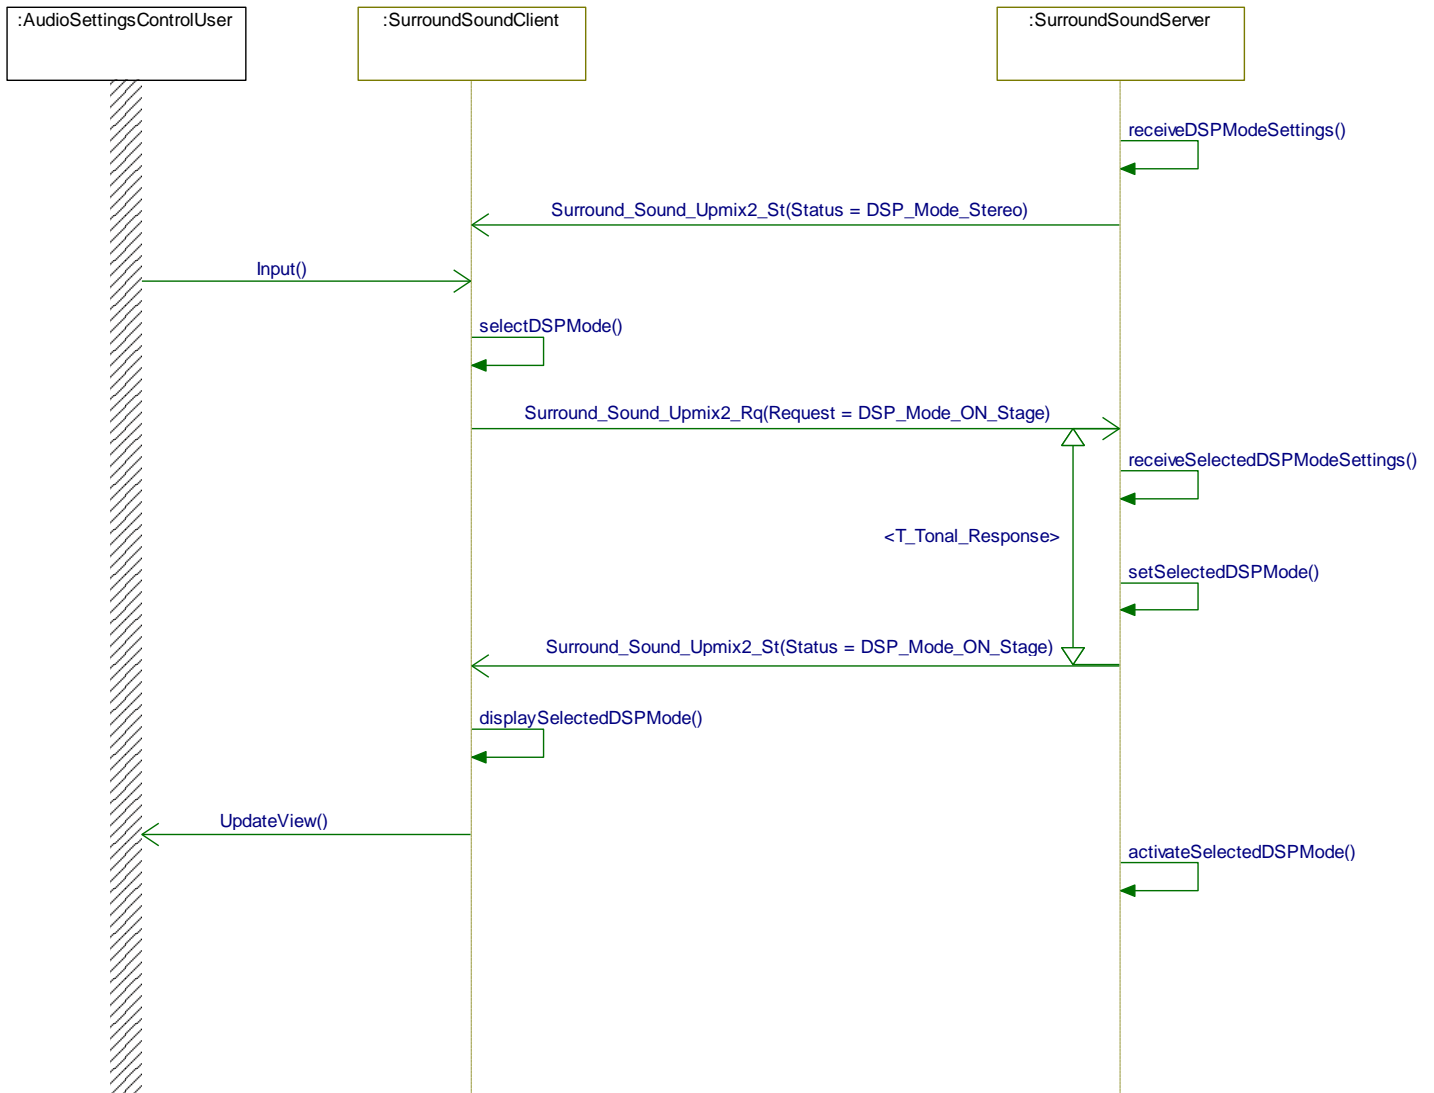 :AudioSettingsControlUser
:SurroundSoundClient
:SurroundSoundServer
receiveDSPModeSettings()
Surround_Sound_Upmix2_St(Status = DSP_Mode_Stereo)
Input()
selectDSPMode()
Surround_Sound_Upmix2_Rq(Request = DSP_Mode_ON_Stage)
receiveSelectedDSPModeSettings()
<T_Tonal_Response>
setSelectedDSPMode()
Surround_Sound_Upmix2_St(Status = DSP_Mode_ON_Stage)
displaySelectedDSPMode()
UpdateView()
activateSelectedDSPMode()